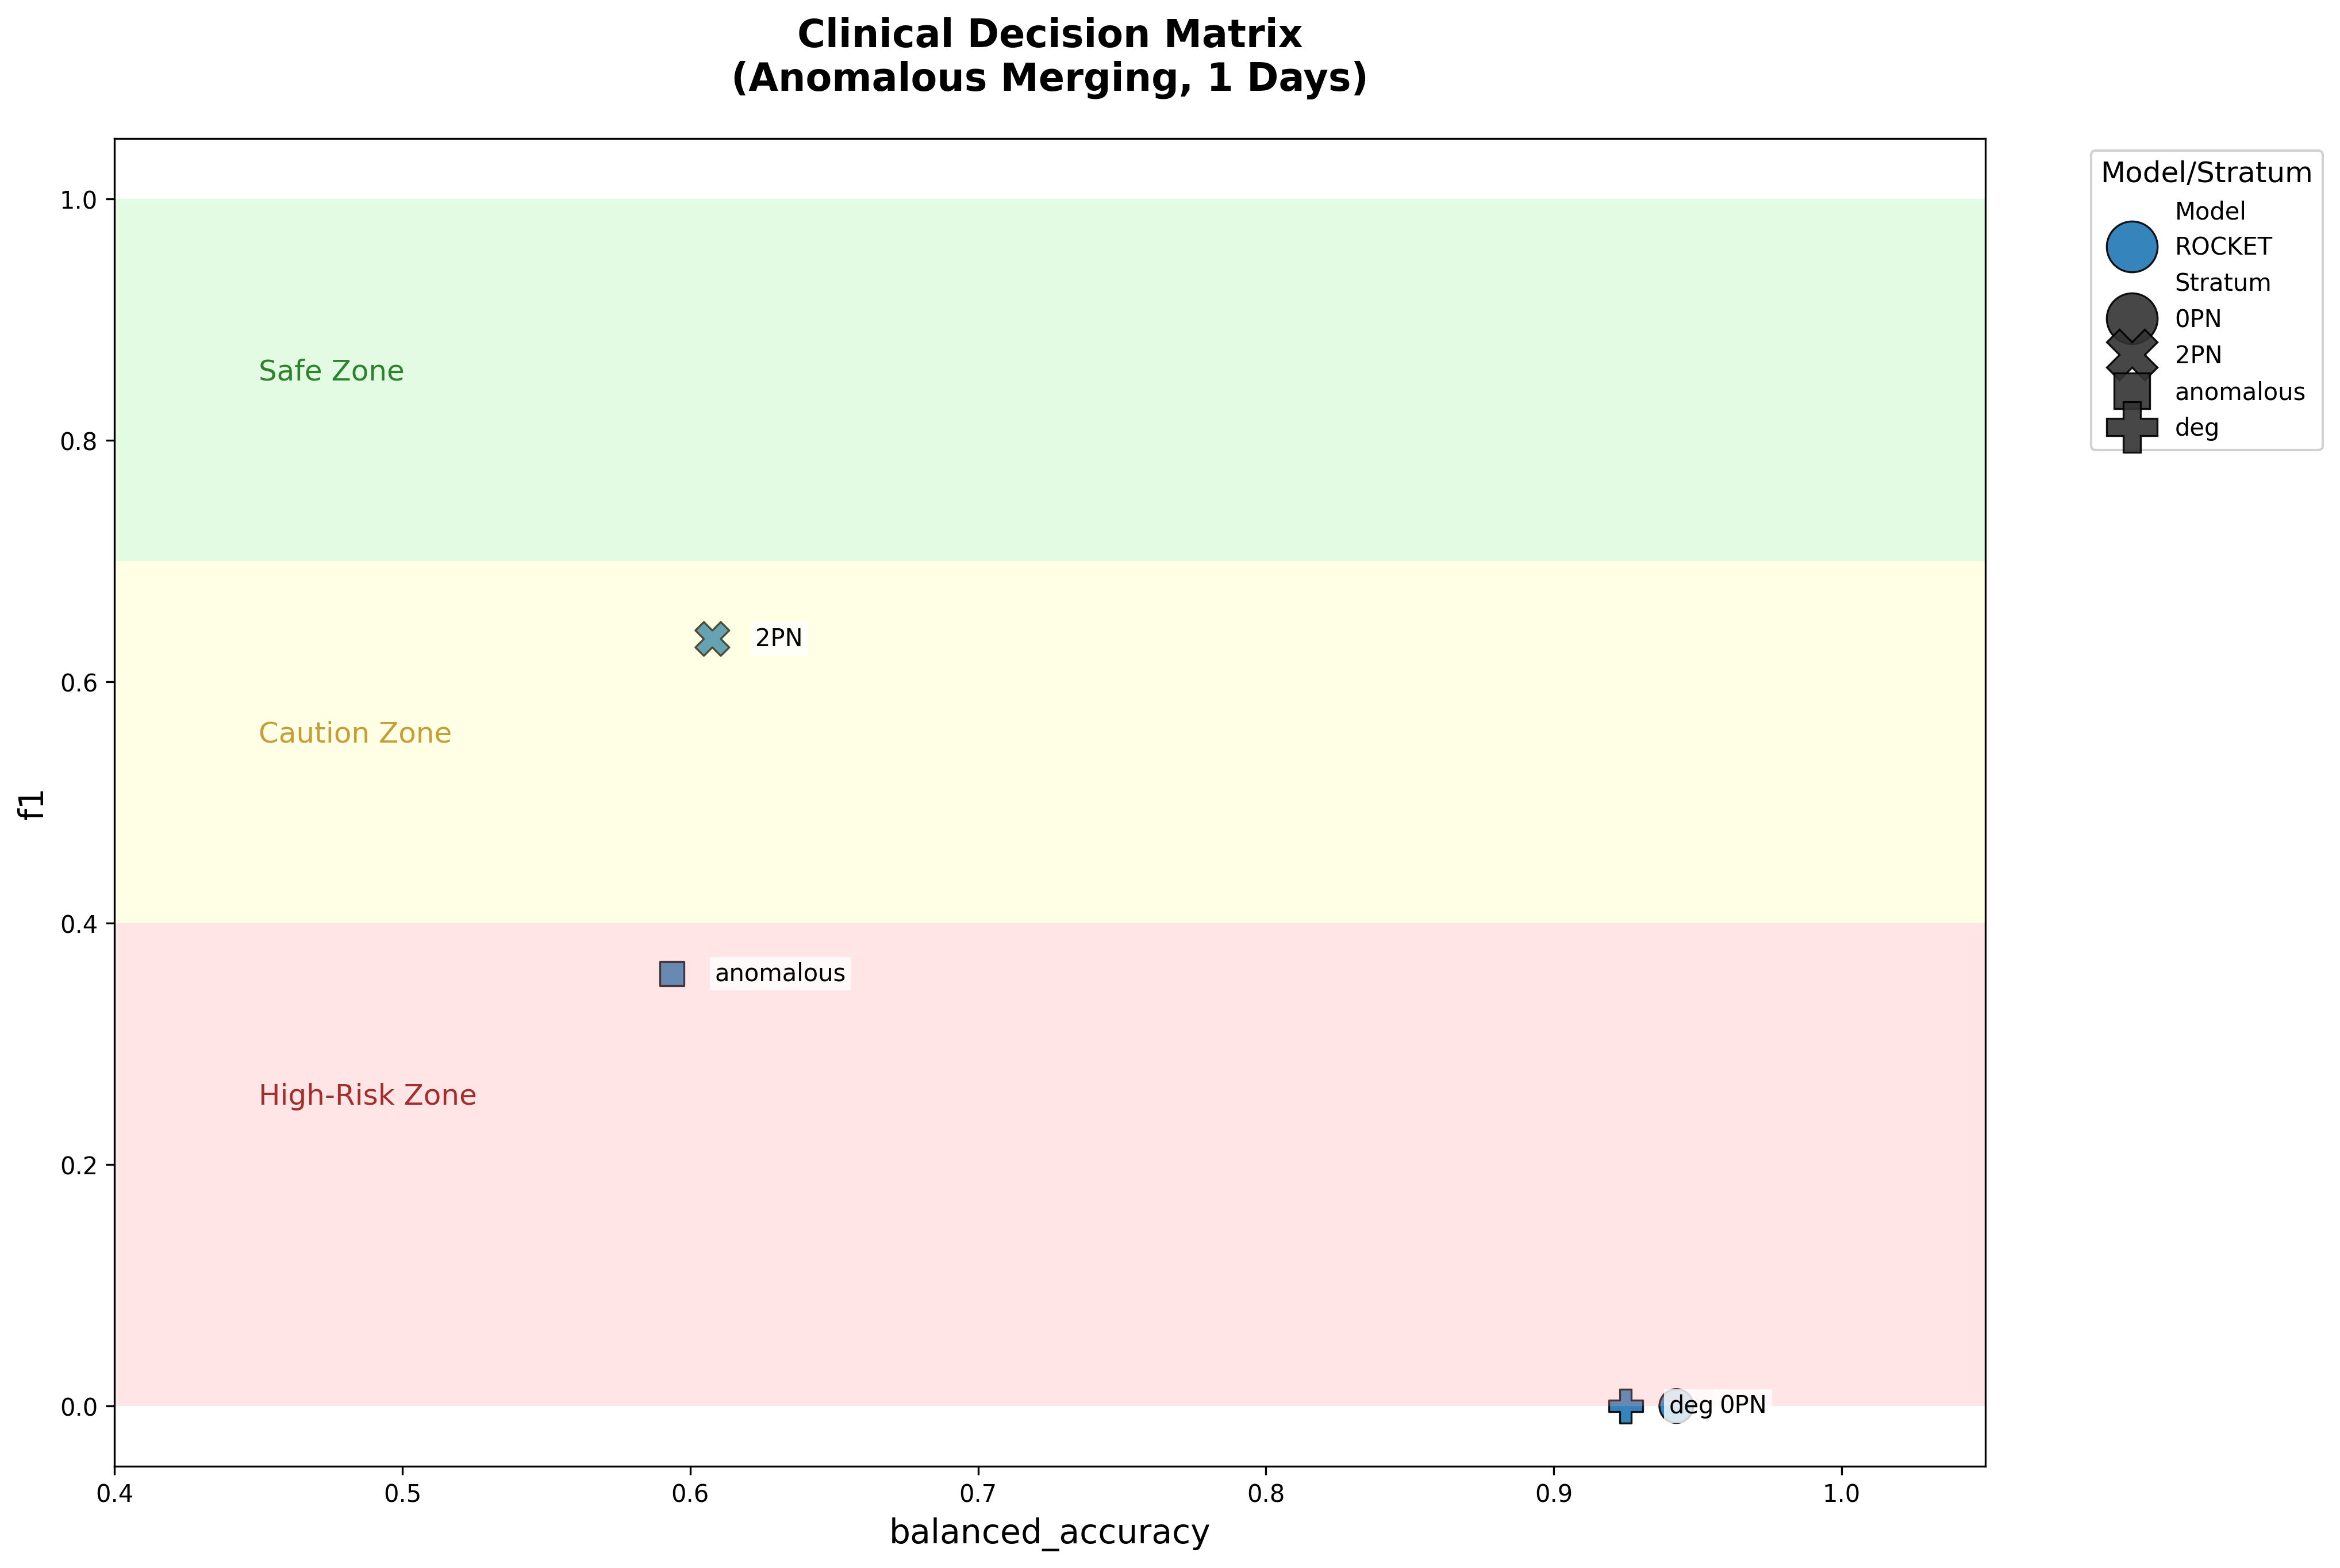 Clinical Decision Matrix
(Anomalous Merging, 1 Days)
f1
1.0
0.8
0.6
0.4
0.2
0.0
Safe Zone
Caution Zone
High-Risk Zone
2PN
anomalous
deg
0PN
0.4
0.5
0.6
0.7
0.8
0.9
1.0
balanced_accuracy
Model/Stratum
Model
ROCKET
Stratum
0PN
2PN
anomalous
deg